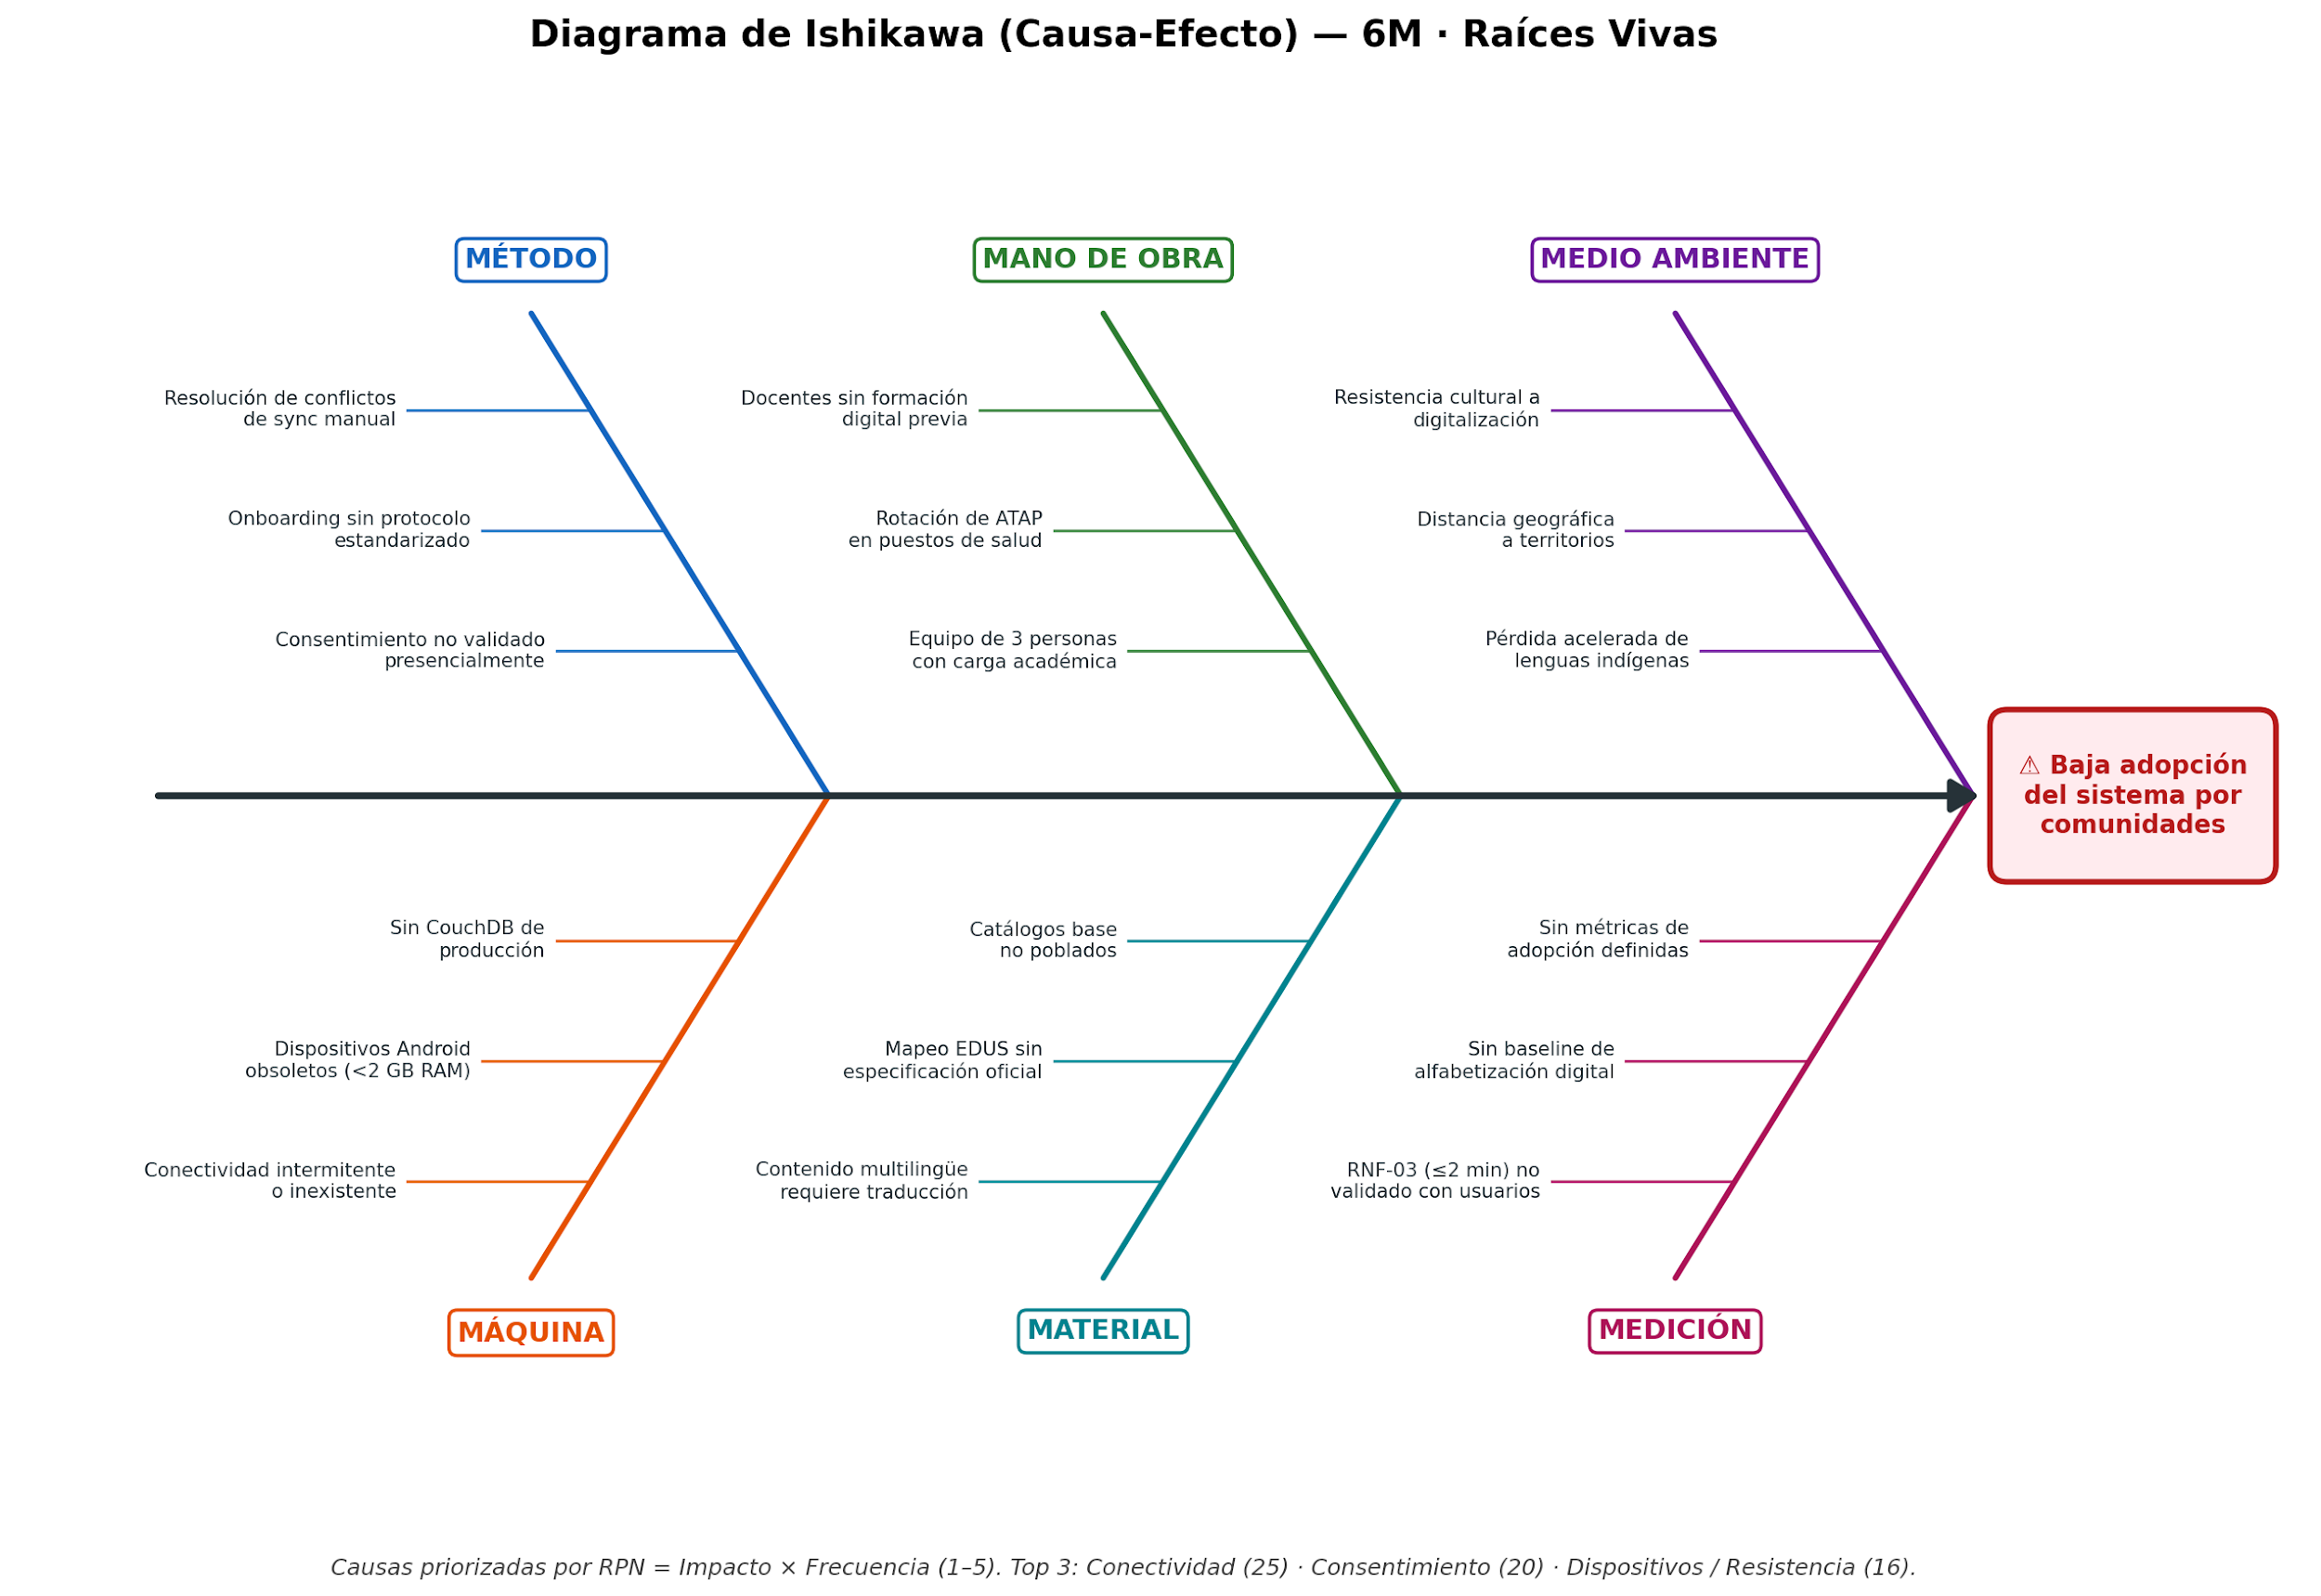 Diagrama de Ishikawa (Causa-Efecto) — 6M · Raíces Vivas
MÉTODO
Resolución de conflictos
de sync manual
Onboarding sin protocolo
estandarizado
Consentimiento no validado
presencialmente
MANO DE OBRA
Docentes sin formación
digital previa
Rotación de ATAP
en puestos de salud
Equipo de 3 personas
con carga académica
MEDIO AMBIENTE
Resistencia cultural a
digitalización
Distancia geográfica
a territorios
Pérdida acelerada de
lenguas indígenas
⚠ Baja adopción
del sistema por
comunidades
Sin CouchDB de
producción
Dispositivos Android
obsoletos (<2 GB RAM)
Conectividad intermitente
o inexistente
MÁQUINA
Catálogos base
no poblados
Mapeo EDUS sin
especificación oficial
Contenido multilingüe
requiere traducción
MATERIAL
Sin métricas de
adopción definidas
Sin baseline de
alfabetización digital
RNF-03 (≤2 min) no
validado con usuarios
MEDICIÓN
Causas priorizadas por RPN = Impacto × Frecuencia (1–5). Top 3: Conectividad (25) · Consentimiento (20) · Dispositivos / Resistencia (16).